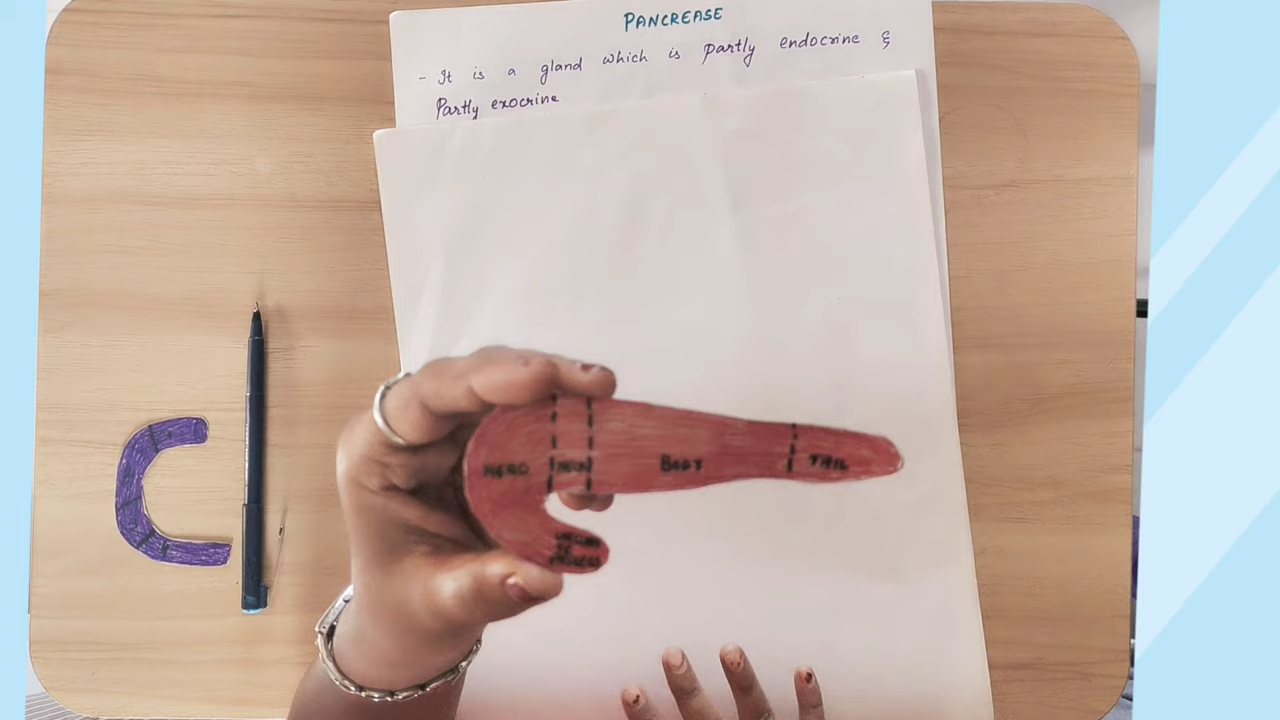 PANCREASE
- It is a gland which is partly endocrine &
Partly exocrine
HEAD NECK BODY TAIL